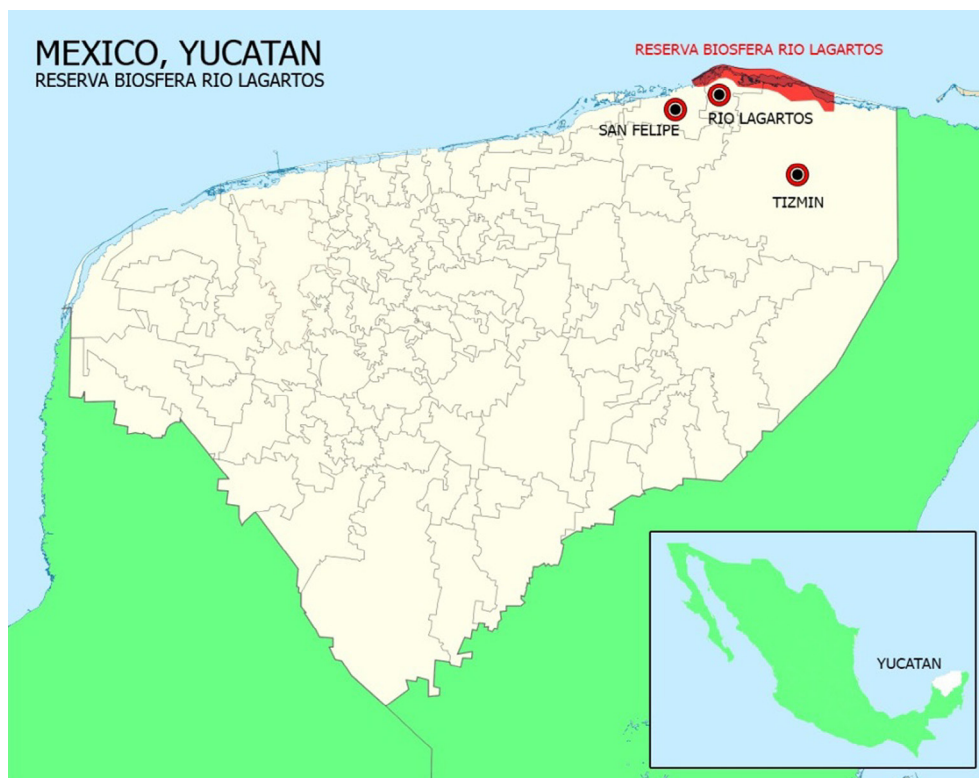 MEXICO, YUCATAN
RESERVA BIOSFERA RIO LAGARTOS
RESERVA BIOSFERA RIO LAGARTOS
RIO LAGARTOS
SAN FELIPE
TIZMIN
YUCATAN